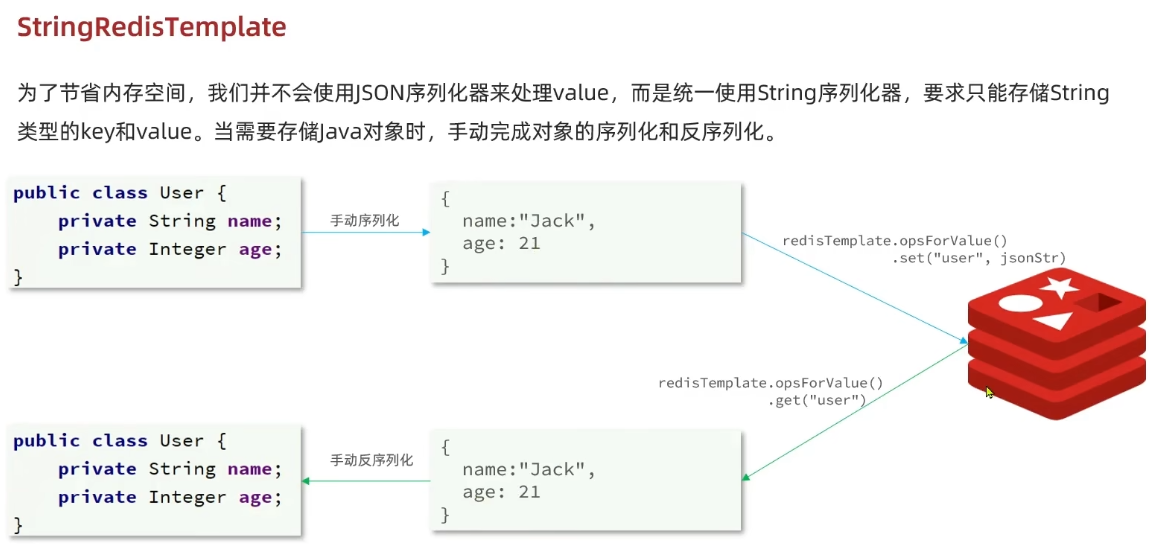 StringRedisTemplate
为了节省内存空间，我们并不会使用JSON序列化器来处理value，而是统一使用String序列化器，要求只能存储String
类型的key和value。当需要存储Java对象时，手动完成对象的序列化和反序列化。
public class User {
    private String name;
    private Integer age;
}
手动序列化
{
  name:"Jack",
  age: 21
}
redisTemplate.opsForValue()
.set("user", jsonStr)
redisTemplate.opsForValue()
.get("user")
public class User {
    private String name;
    private Integer age;
}
手动反序列化
{
  name:"Jack",
  age: 21
}